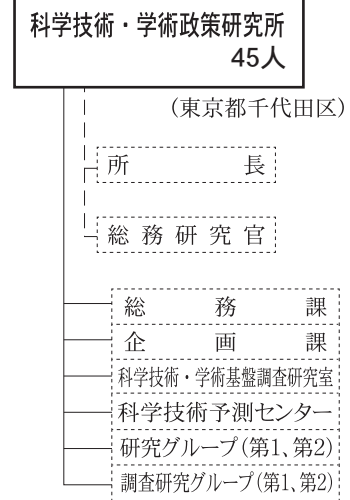 科学技術・学術政策研究所
45人
(東京都千代田区)
所長
総務研究官
総務課
企画課
科学技術・学術基盤調査研究室
科学技術予測センター
研究グループ(第1、第2)
調査研究グループ(第1、第2)